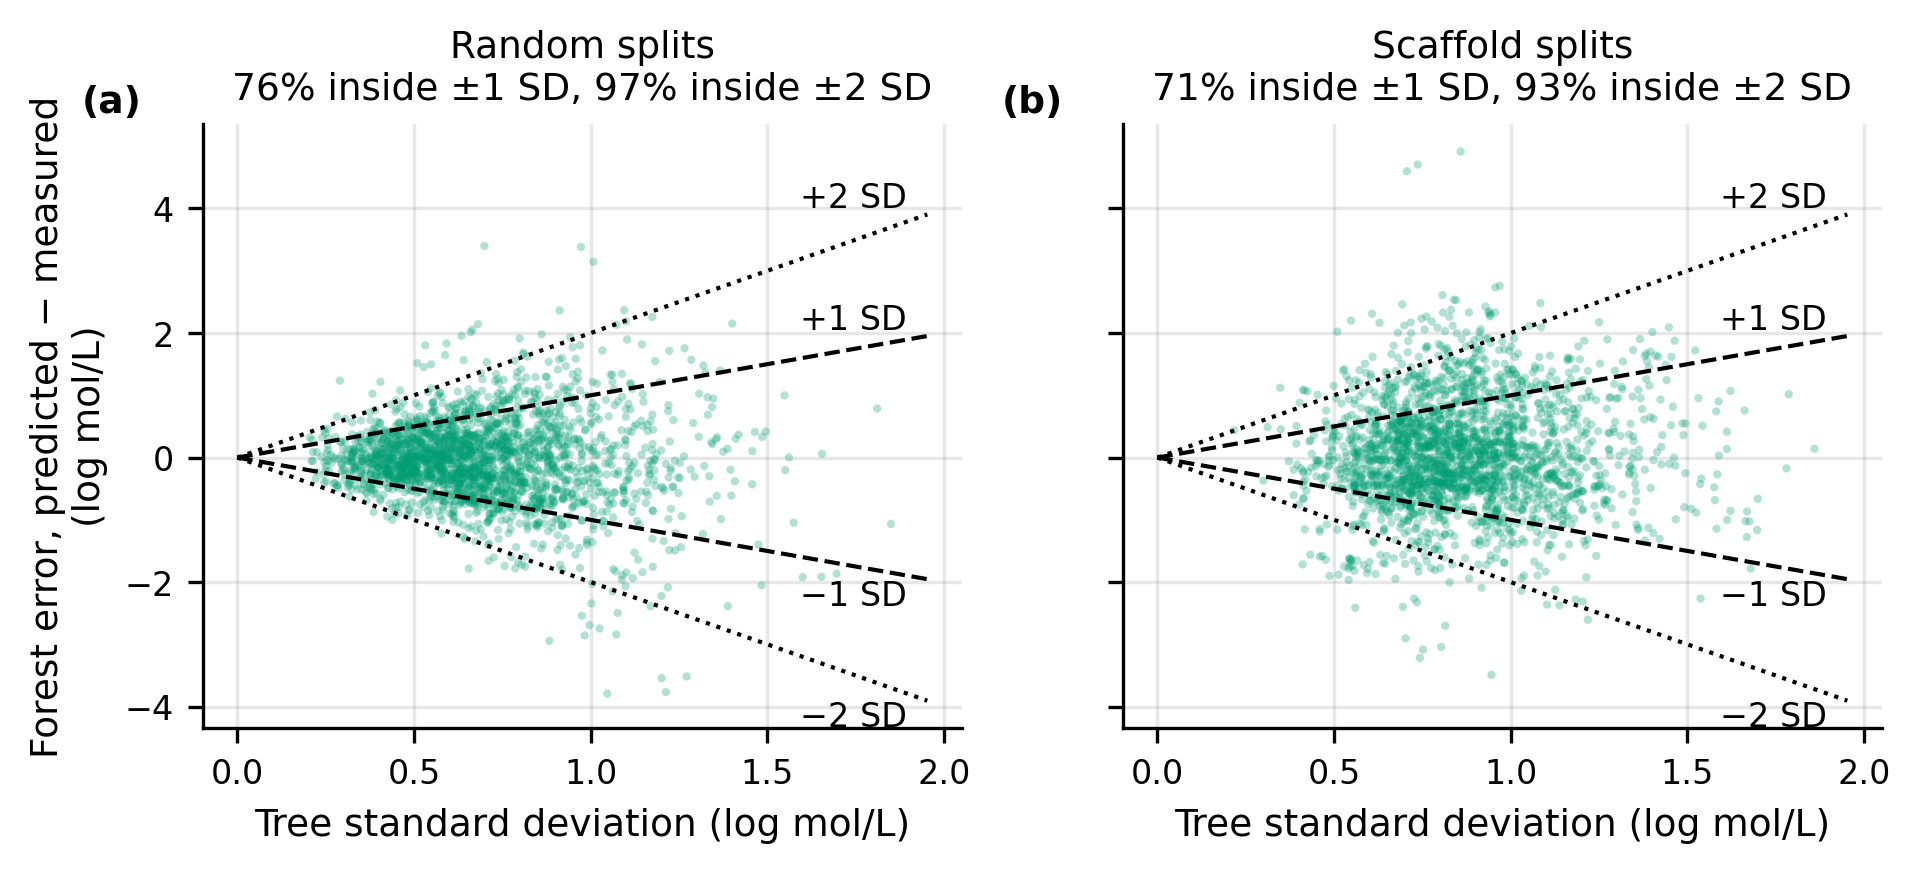 Random splits
76% inside ±1 SD, 97% inside ±2 SD
(a)
Forest error, predicted − measured
(log mol/L)
4
2
0
−2
−4
+2 SD
+1 SD
−1 SD
−2 SD
0.0
0.5
1.0
1.5
2.0
Tree standard deviation (log mol/L)
Scaffold splits
71% inside ±1 SD, 93% inside ±2 SD
(b)
+2 SD
+1 SD
−1 SD
−2 SD
0.0
0.5
1.0
1.5
2.0
Tree standard deviation (log mol/L)